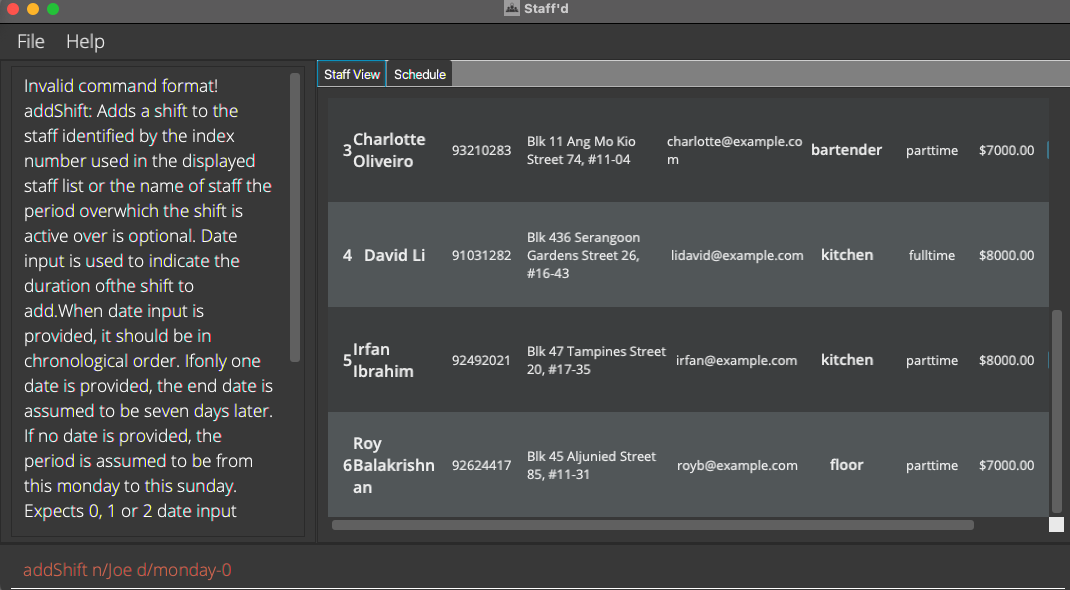 Staff'd
File Help
Invalid command format!
addShift: Adds a shift to the
staff identified by the index
number used in the displayed
staff list or the name of staff the
period overwhich the shift is
active over is optional. Date
input is used to indicate the
duration ofthe shift to
add.When date input is
provided, it should be in
chronological order. Ifonly one
date is provided, the end date is
assumed to be seven days later.
If no date is provided, the
period is assumed to be from
this monday to this sunday.
Expects 0, 1 or 2 date input
Staff View Schedule
3 Charlotte
Oliveiro
93210283
Blk 11 Ang Mo Kio
Street 74, #11-04
charlotte@example.co
m
bartender
parttime
$7000.00
4 David Li
91031282
Blk 436 Serangoon
Gardens Street 26,
#16-43
lidavid@example.com
kitchen
fulltime
$8000.00
5 Irfan
Ibrahim
92492021
Blk 47 Tampines Street
20, #17-35
irfan@example.com
kitchen
parttime
$8000.00
6 Roy
Balakrishn
an
92624417
Blk 45 Aljunied Street
85, #11-31
royb@example.com
floor
parttime
$7000.00
addShift n/Joe d/monday-0